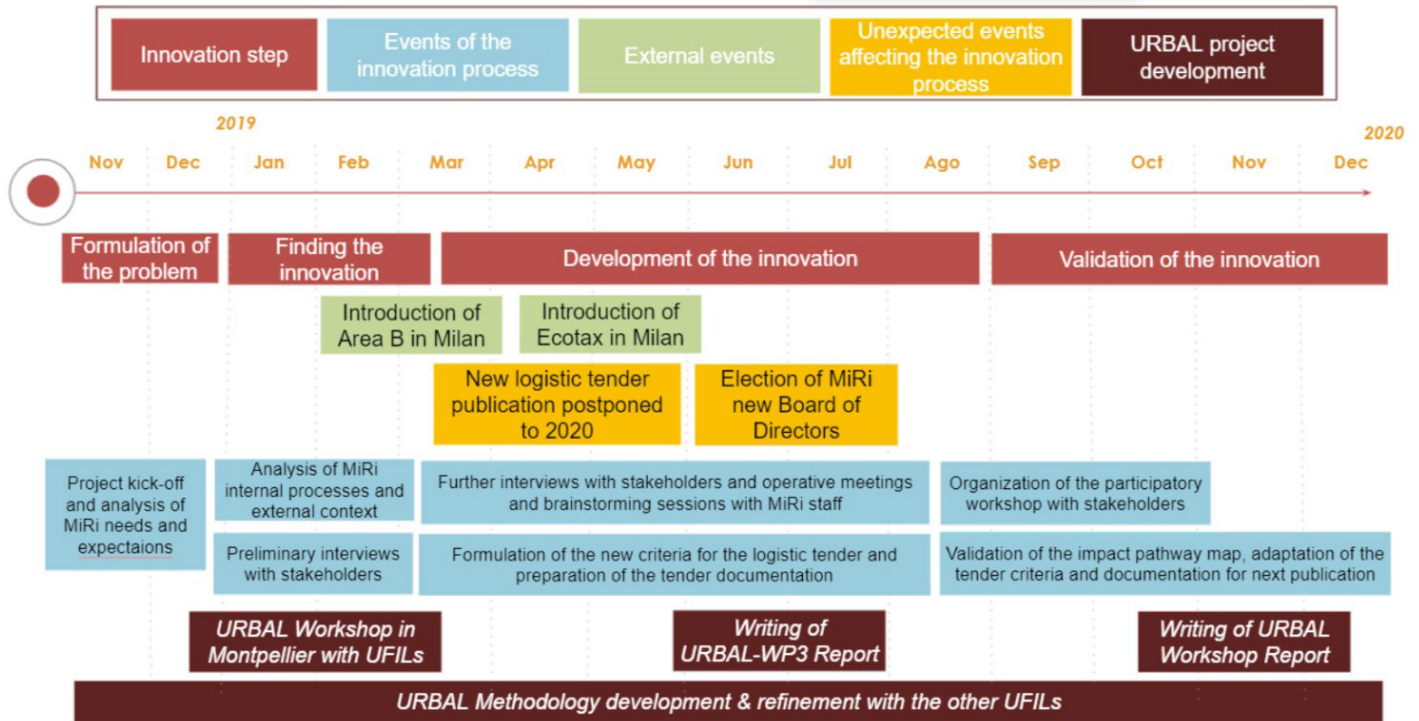 Innovation step
Events of the
innovation process
External events
Unexpected events
affecting the innovation
process
URBAL project
development
2019
2020
Nov Dec Jan Feb Mar Apr May Jun Jul Ago Sep Oct Nov Dec
Formulation of
the problem
Finding the
innovation
Development of the innovation
Validation of the innovation
Introduction of
Area B in Milan
Introduction of
Ecotax in Milan
New logistic tender
publication postponed
to 2020
Election of MiRi
new Board of
Directors
Project kick-off
and analysis of
MiRi needs and
expectaions
Analysis of MiRi
internal processes and
external context
Further interviews with stakeholders and operative meetings
and brainstorming sessions with MiRi staff
Organization of the participatory
workshop with stakeholders
Preliminary interviews
with stakeholders
Formulation of the new criteria for the logistic tender and
preparation of the tender documentation
Validation of the impact pathway map, adaptation of the
tender criteria and documentation for next publication
URBAL Workshop in
Montpellier with UFILs
Writing of
URBAL-WP3 Report
Writing of URBAL
Workshop Report
URBAL Methodology development & refinement with the other UFILs